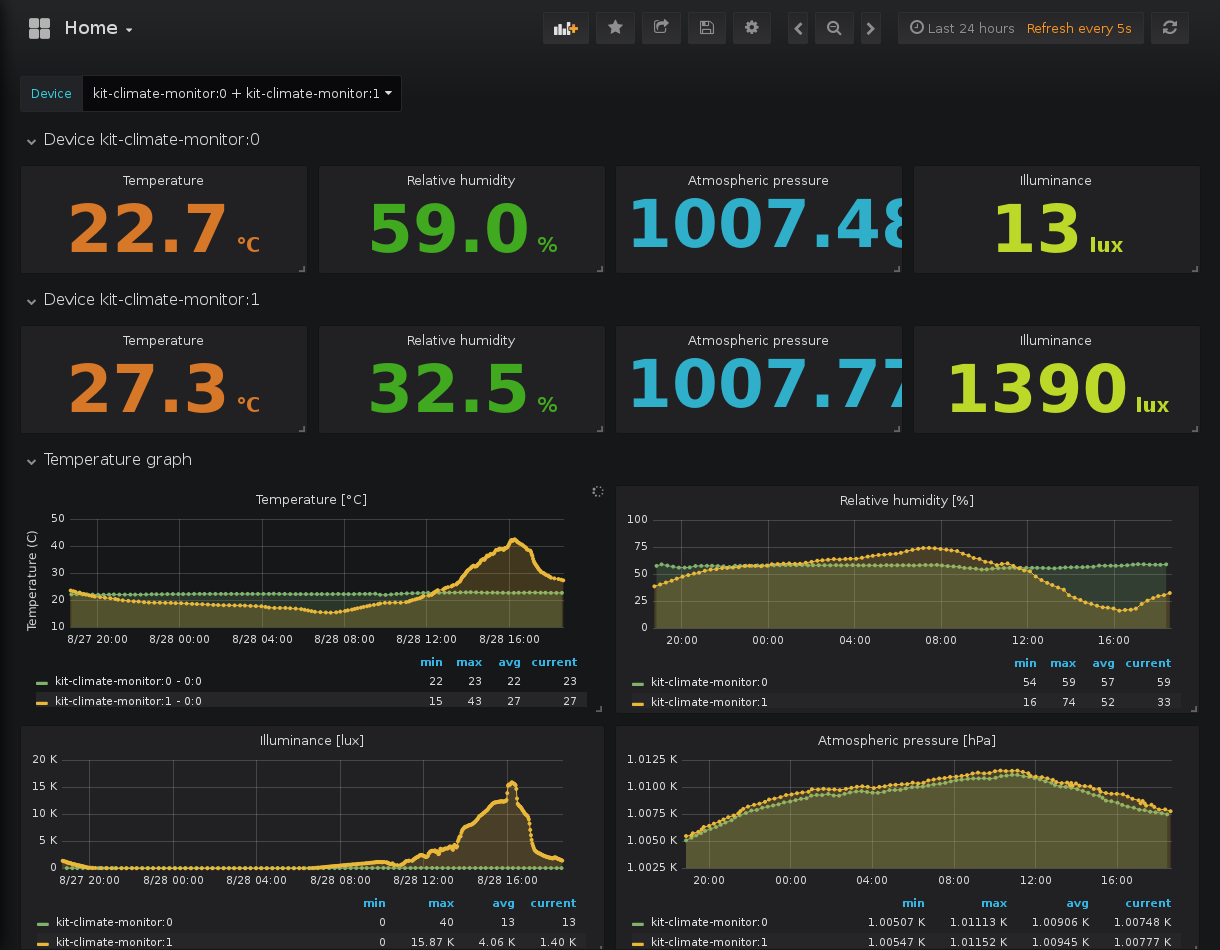 Home
Last 24 hours Refresh every 5s
Device kit-climate-monitor:0 + kit-climate-monitor:1
Device kit-climate-monitor:0
Temperature Relative humidity Atmospheric pressure Illuminance
22.7 °C 59.0 % 1007.48 13 lux
Device kit-climate-monitor:1
Temperature Relative humidity Atmospheric pressure Illuminance
27.3 °C 32.5 % 1007.77 1390 lux
Temperature graph
Temperature [°C]
Temperature (C)
50
40
30
20
10
8/27 20:00 8/28 00:00 8/28 04:00 8/28 08:00 8/28 12:00 8/28 16:00
min max avg current
kit-climate-monitor:0 - 0:0 22 23 22 23
kit-climate-monitor:1 - 0:0 15 43 27 27
Relative humidity [%]
100
75
50
25
0
20:00 00:00 04:00 08:00 12:00 16:00
min max avg current
kit-climate-monitor:0 54 59 57 59
kit-climate-monitor:1 16 74 52 33
Illuminance [lux]
20 K
15 K
10 K
5 K
0
8/27 20:00 8/28 00:00 8/28 04:00 8/28 08:00 8/28 12:00 8/28 16:00
min max avg current
kit-climate-monitor:0 0 40 13 13
kit-climate-monitor:1 0 15.87 K 4.06 K 1.40 K
Atmospheric pressure [hPa]
1.0125 K
1.0100 K
1.0075 K
1.0050 K
1.0025 K
20:00 00:00 04:00 08:00 12:00 16:00
min max avg current
kit-climate-monitor:0 1.00507 K 1.01113 K 1.00906 K 1.00748 K
kit-climate-monitor:1 1.00547 K 1.01152 K 1.00945 K 1.00777 K